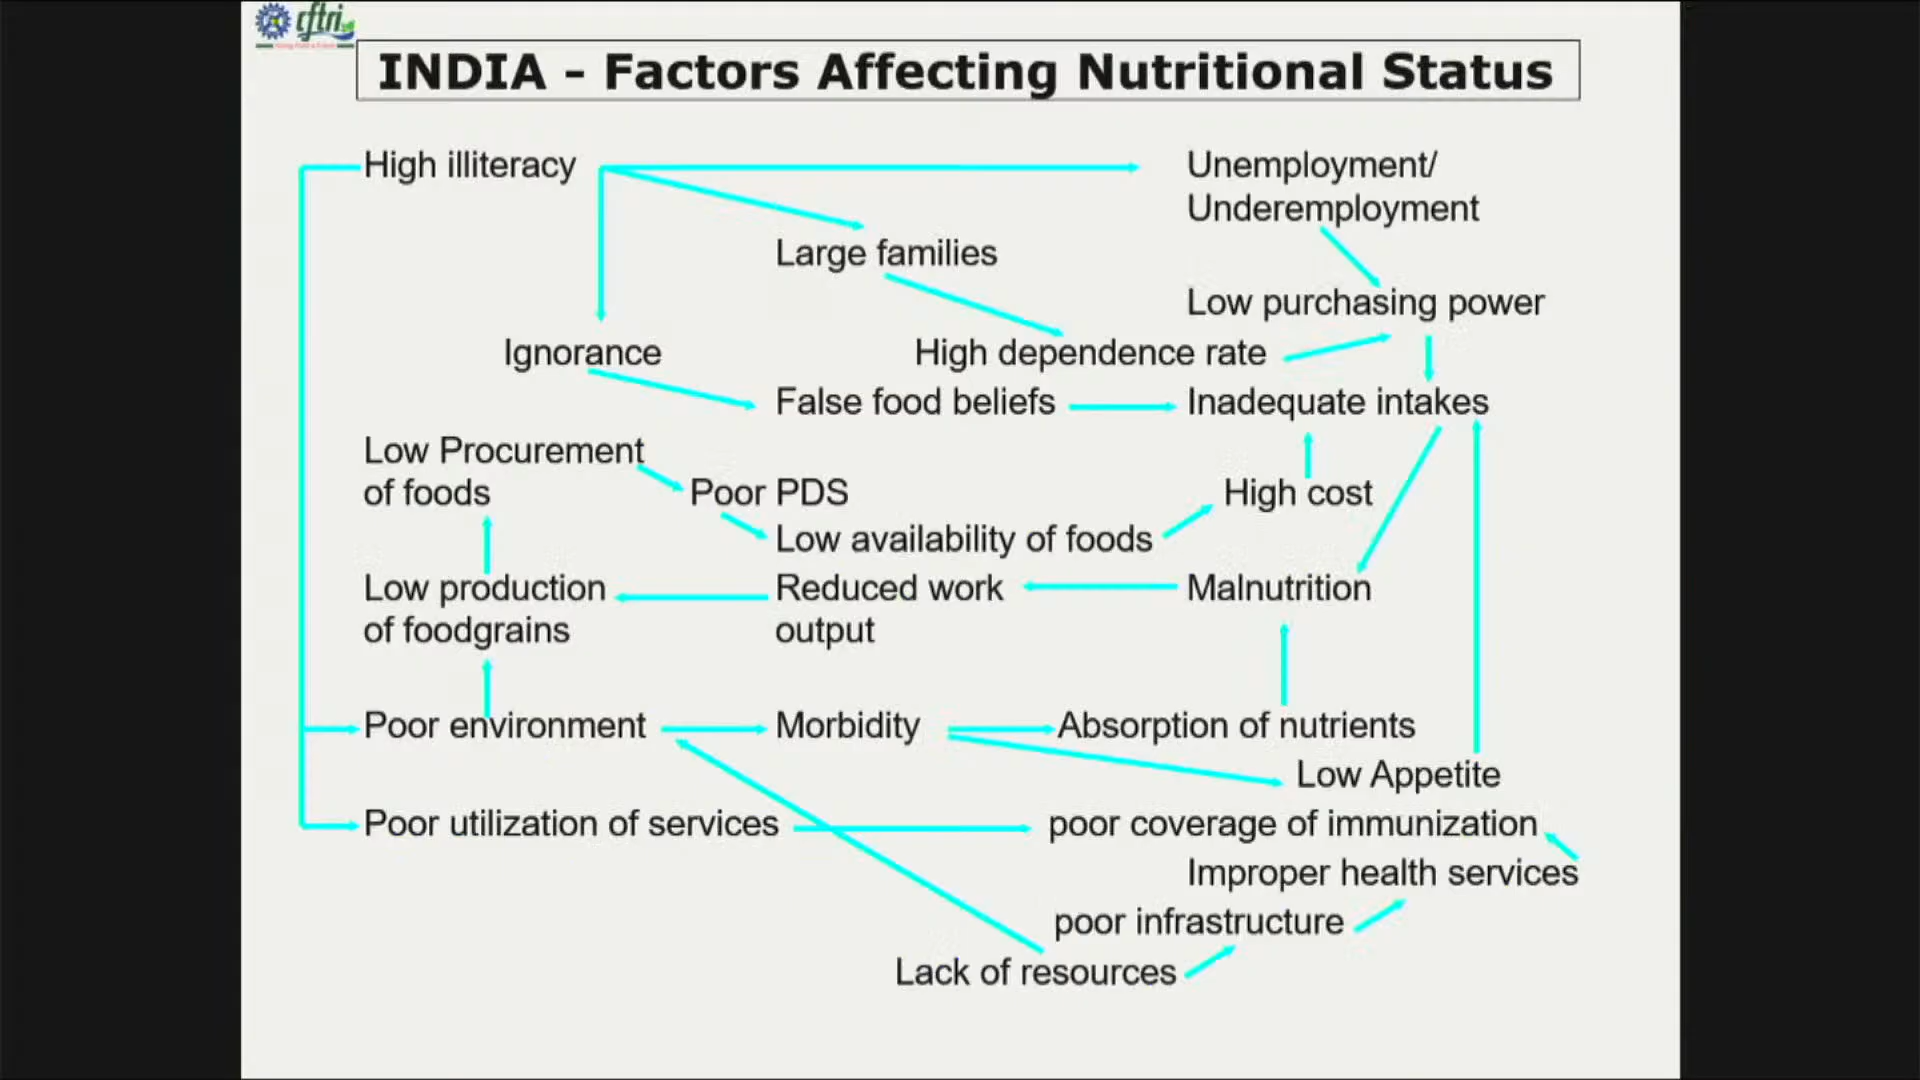 cftri
INDIA - Factors Affecting Nutritional Status
High illiteracy
Unemployment/
Underemployment
Large families
Low purchasing power
Ignorance
High dependence rate
False food beliefs
Inadequate intakes
Low Procurement
of foods
Poor PDS
High cost
Low availability of foods
Low production
of foodgrains
Reduced work
output
Malnutrition
Poor environment
Morbidity
Absorption of nutrients
Low Appetite
Poor utilization of services
poor coverage of immunization
Improper health services
poor infrastructure
Lack of resources